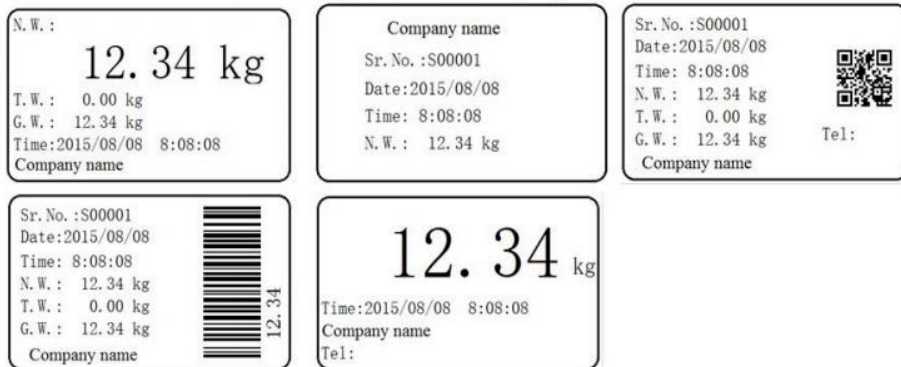 N.W.:
12.34 kg
T.W.: 0.00 kg
G.W.: 12.34 kg
Time:2015/08/08 8:08:08
Company name
Company name
Sr.No.:S00001
Date:2015/08/08
Time: 8:08:08
N.W.: 12.34 kg
Sr.No.:S00001
Date:2015/08/08
Time: 8:08:08
N.W.: 12.34 kg
T.W.: 0.00 kg
G.W.: 12.34 kg
Tel:
Company name
Sr.No.:S00001
Date:2015/08/08
Time: 8:08:08
N.W.: 12.34 kg
T.W.: 0.00 kg
G.W.: 12.34 kg
Company name
12.34
12.34 kg
Time:2015/08/08 8:08:08
Company name
Tel: